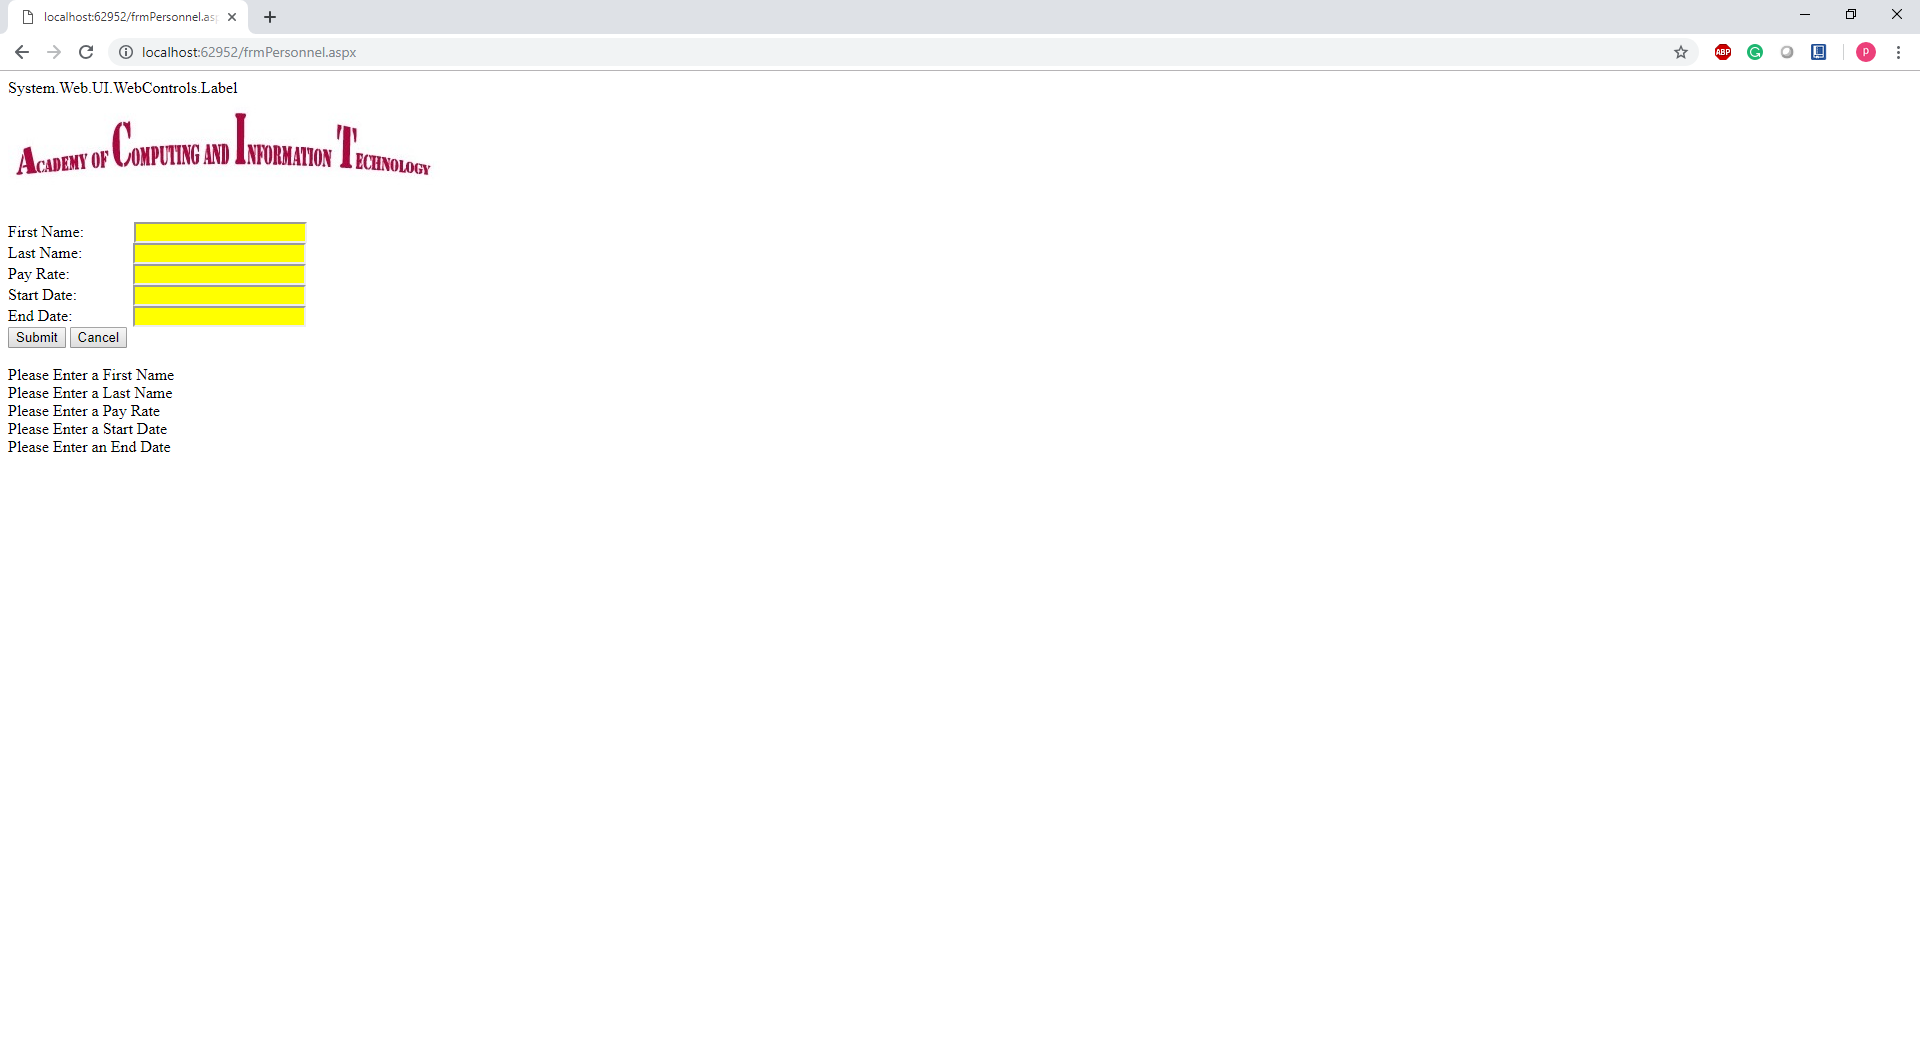 localhost:62952/frmPersonnel.as
localhost:62952/frmPersonnel.aspx
ABP
P
System.Web.UI.WebControls.Label
ACADEMY OF COMPUTING AND INFORMATION TECHNOLOGY
First Name:
Last Name:
Pay Rate:
Start Date:
End Date:
Submit Cancel
Please Enter a First Name
Please Enter a Last Name
Please Enter a Pay Rate
Please Enter a Start Date
Please Enter an End Date